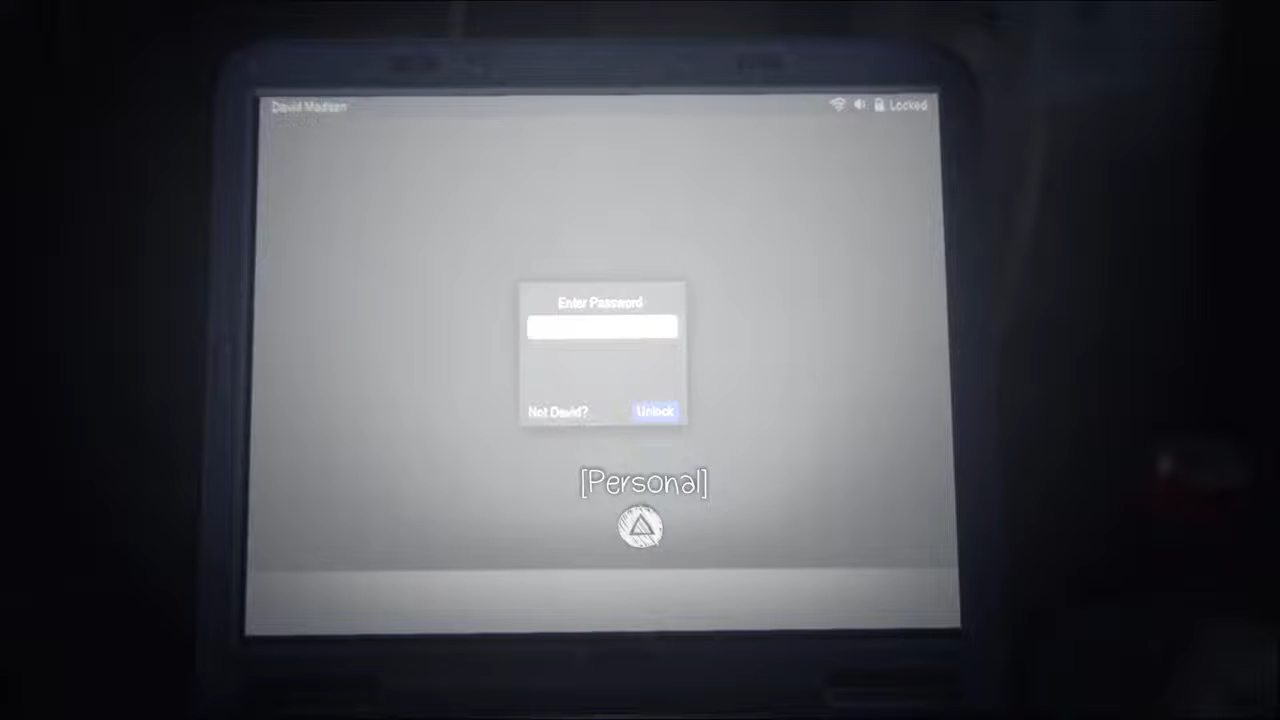 David Madsen
Locked
Enter Password
Not David?
Unlock
[Personal]